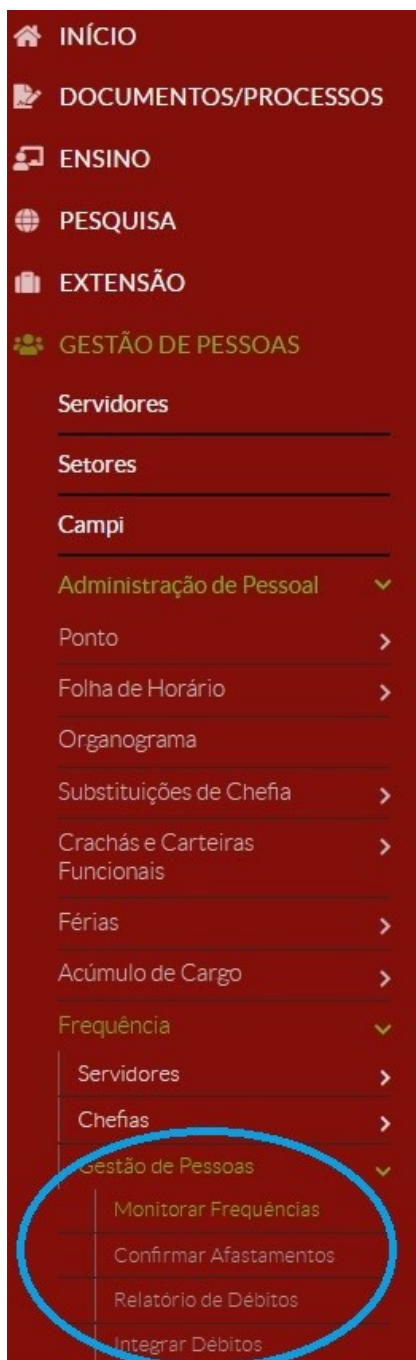 INÍCIO
DOCUMENTOS/PROCESSOS
ENSINO
PESQUISA
EXTENSÃO
GESTÃO DE PESSOAS
Servidores
Setores
Campi
Administração de Pessoal
Ponto
Folha de Horário
Organograma
Substituições de Chefia
Crachás e Carteiras
Funcionais
Férias
Acúmulo de Cargo
Frequência
Servidores
Chefias
Gestão de Pessoas
Monitorar Frequências
Confirmar Afastamentos
Relatório de Débitos
Integrar Débitos